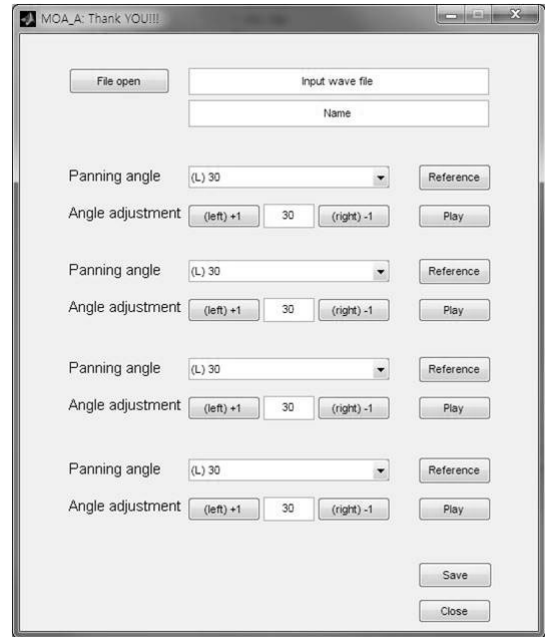 MOA_A: Thank YOU!!!
File open Input wave file
Name
Panning angle (L) 30 Reference
Angle adjustment (left) +1 30 (right) -1 Play
Panning angle (L) 30 Reference
Angle adjustment (left) +1 30 (right) -1 Play
Panning angle (L) 30 Reference
Angle adjustment (left) +1 30 (right) -1 Play
Panning angle (L) 30 Reference
Angle adjustment (left) +1 30 (right) -1 Play
Save
Close